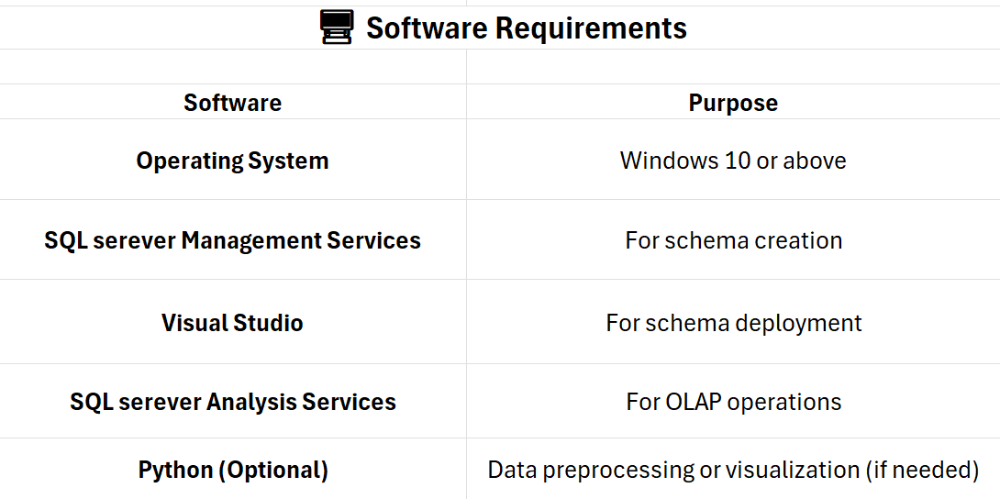 Software Requirements
Software Purpose
Operating System Windows 10 or above
SQL serever Management Services For schema creation
Visual Studio For schema deployment
SQL serever Analysis Services For OLAP operations
Python (Optional) Data preprocessing or visualization (if needed)